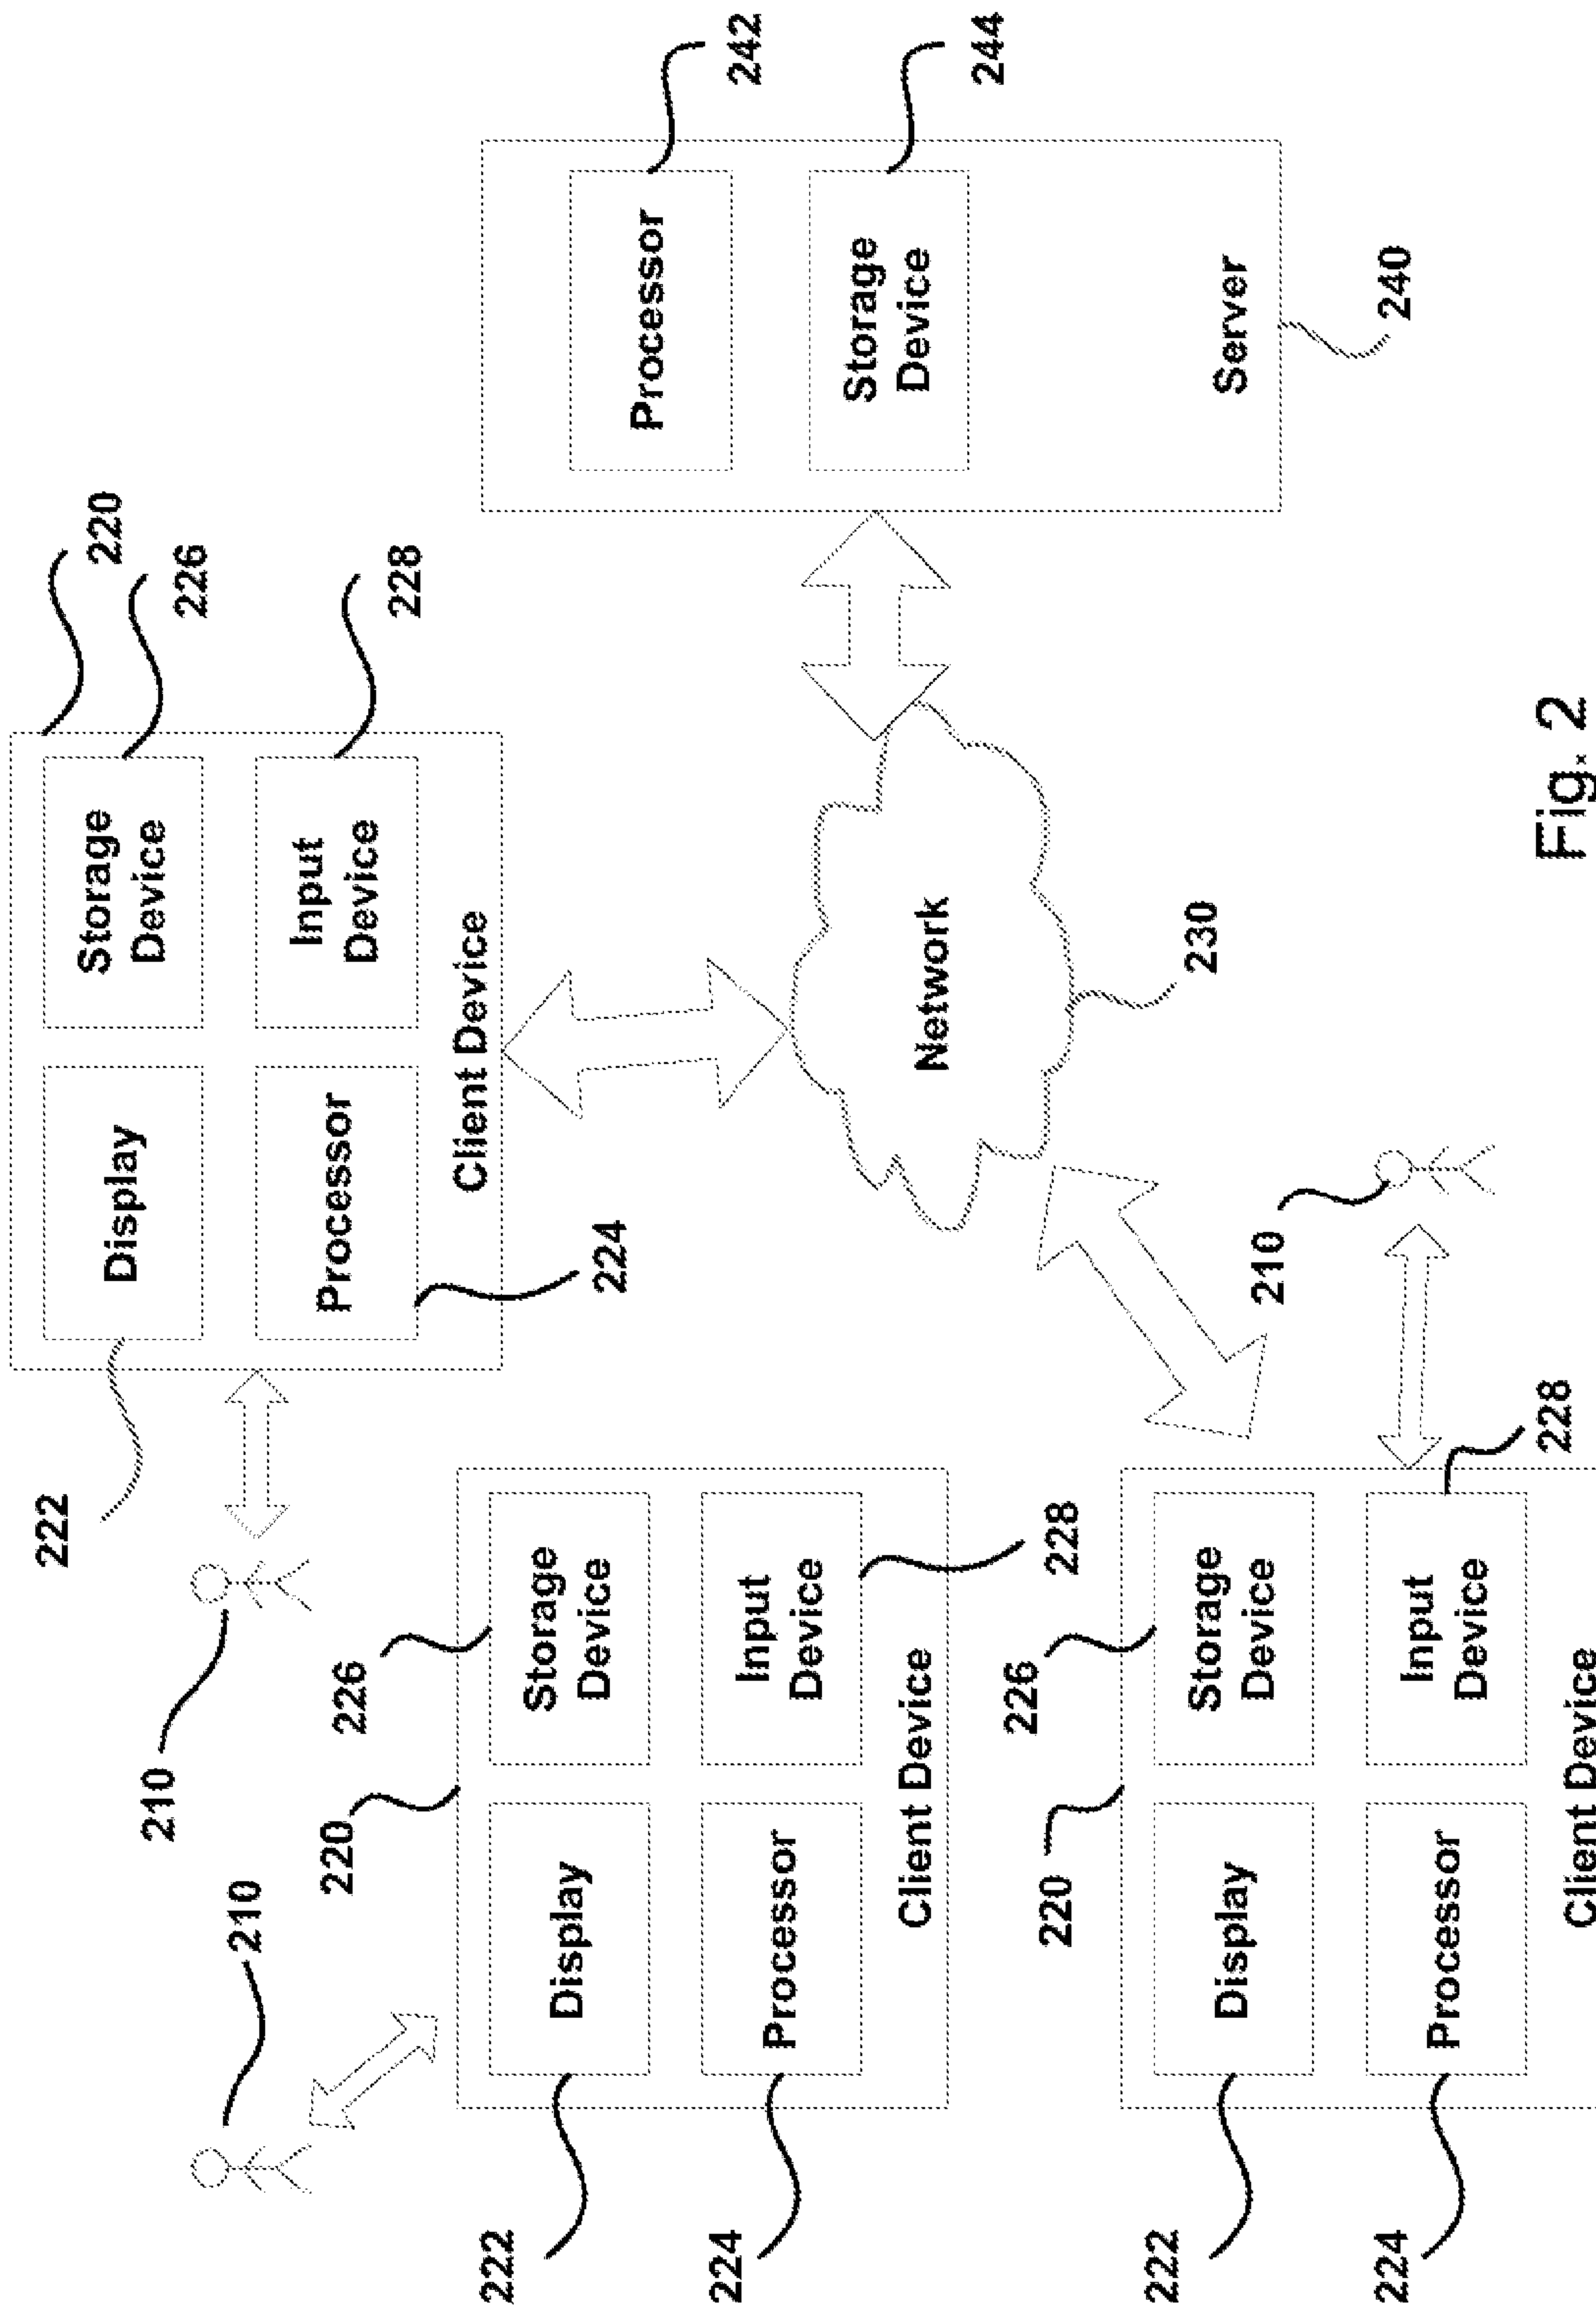 220
226
228
222
Display
Storage
Device
Processor
Input
Device
Client Device
224
210
210
220
226
222
Display
Storage
Device
224
Processor
Input
Device
Client Device
228
242
Processor
244
Storage
Device
Server
240
Network
230
220
226
222
Display
Storage
Device
224
Processor
Input
Device
Client Device
228
210
Fig. 2